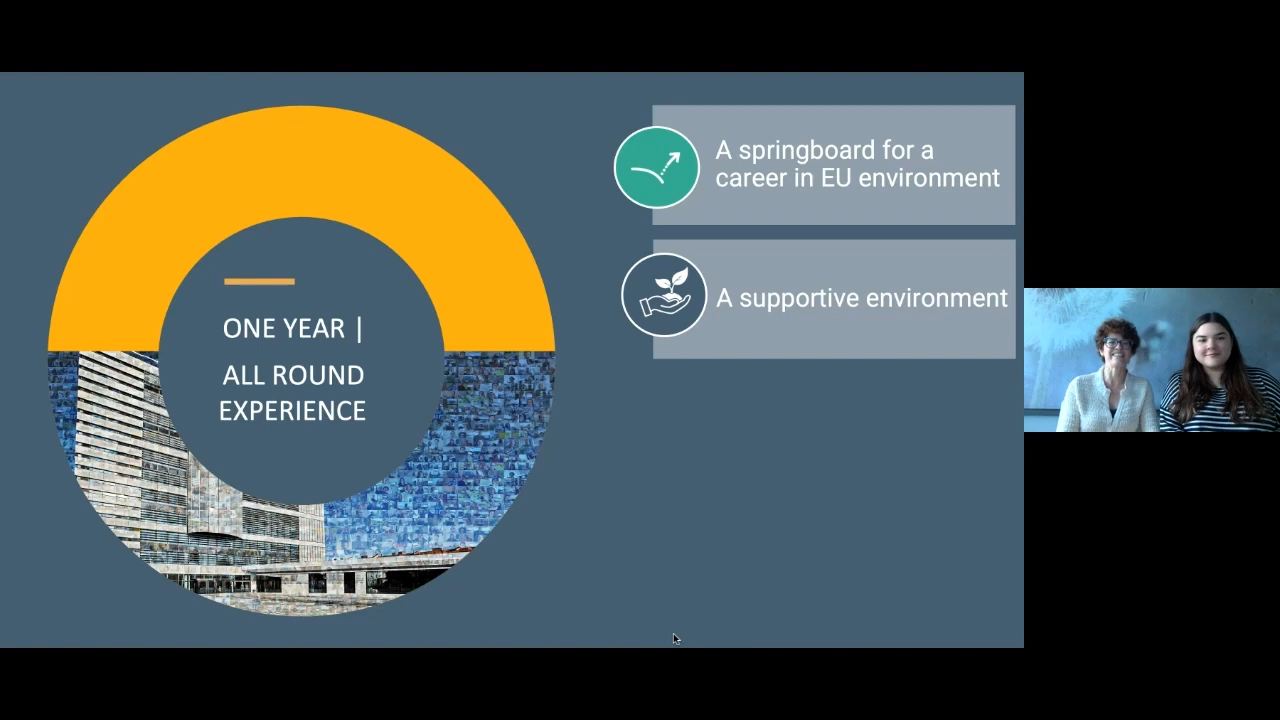 ONE YEAR |
ALL ROUND
EXPERIENCE
A springboard for a
career in EU environment
A supportive environment